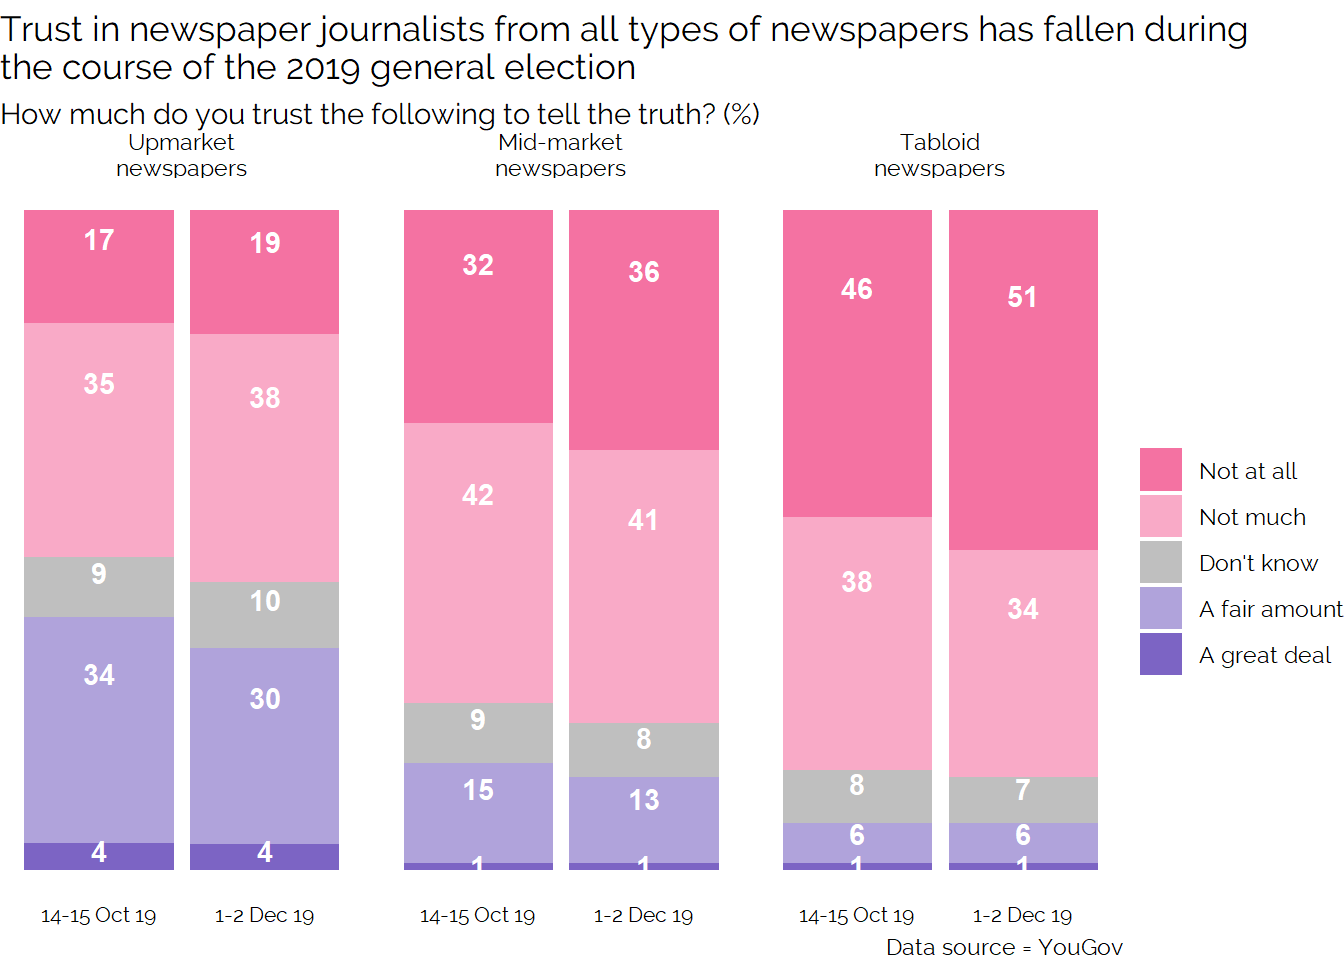 Trust in newspaper journalists from all types of newspapers has fallen during
the course of the 2019 general election
How much do you trust the following to tell the truth? (%)
Upmarket
newspapers
Mid-market
newspapers
Tabloid
newspapers
17
35
9
34
4
19
38
10
30
4
32
42
9
15
1
36
41
8
13
1
46
38
8
6
1
51
34
7
6
1
Not at all
Not much
Don't know
A fair amount
A great deal
14-15 Oct 19
1-2 Dec 19
14-15 Oct 19
1-2 Dec 19
14-15 Oct 19
1-2 Dec 19
Data source = YouGov